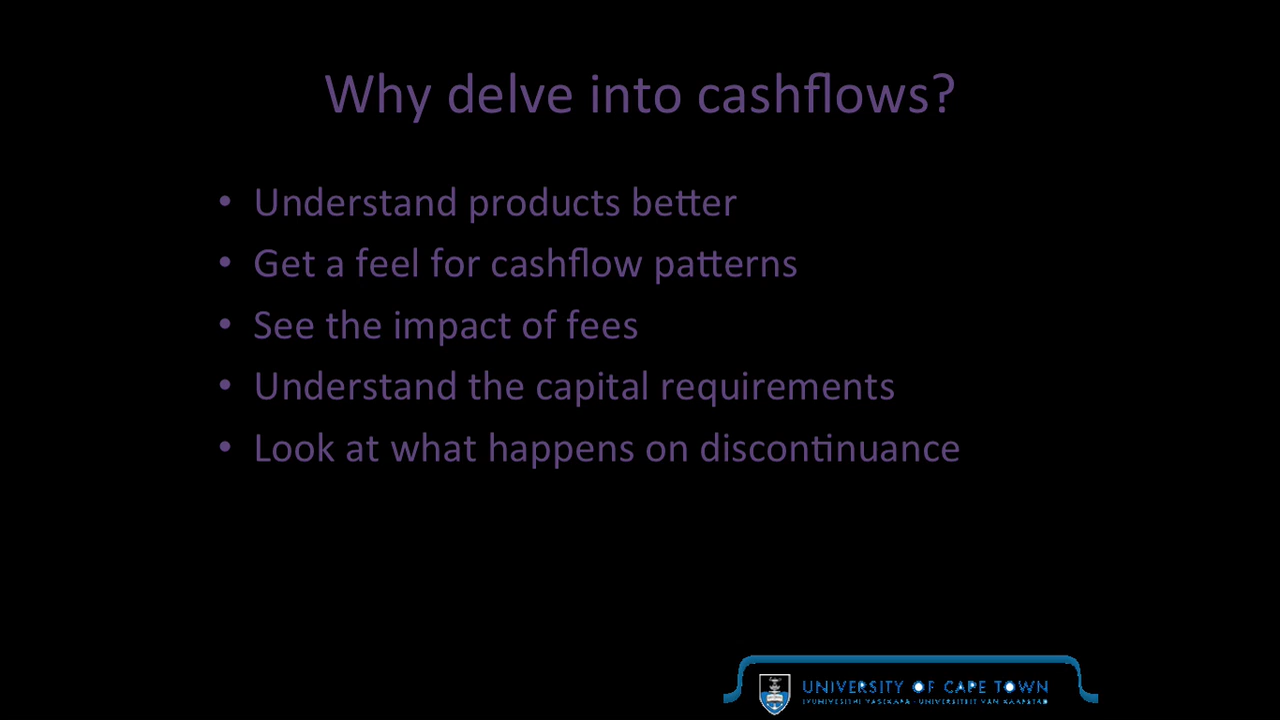 Why delve into cashflows?
• Understand products better
• Get a feel for cashflow patterns
• See the impact of fees
• Understand the capital requirements
• Look at what happens on discontinuance
UNIVERSITY OF CAPE TOWN